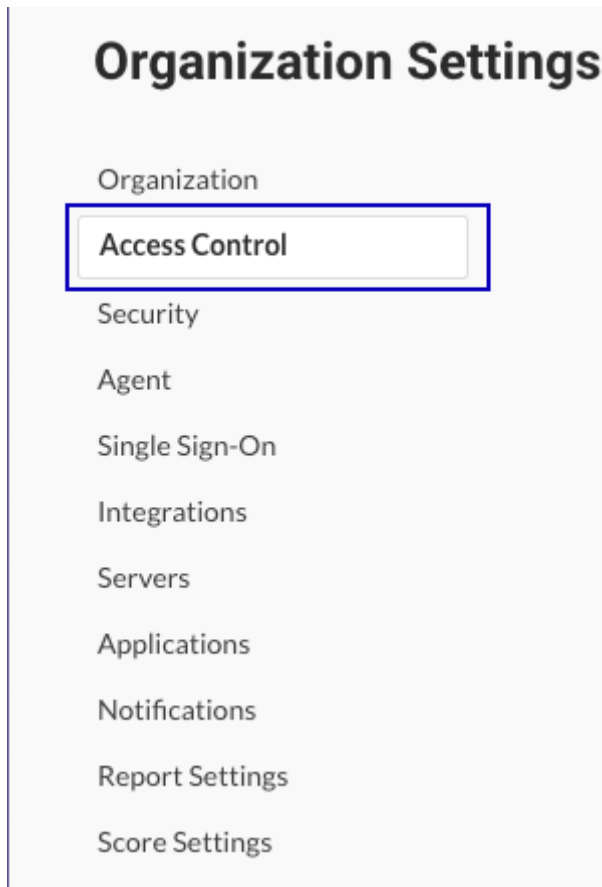 Organization Settings
Organization
Access Control
Security
Agent
Single Sign-On
Integrations
Servers
Applications
Notifications
Report Settings
Score Settings